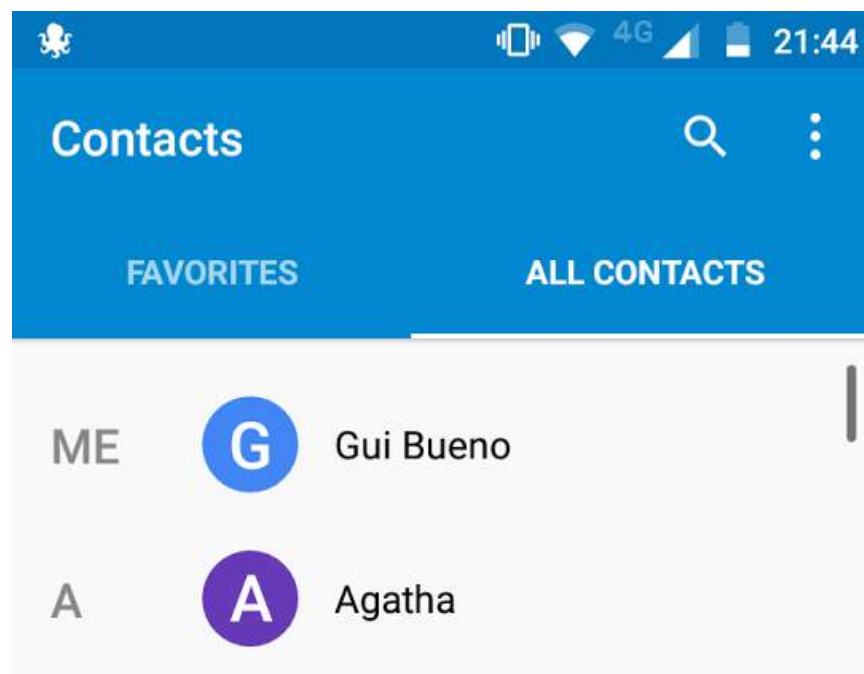 4G 21:44
Contacts
FAVORITES ALL CONTACTS
ME G Gui Bueno
A A Agatha